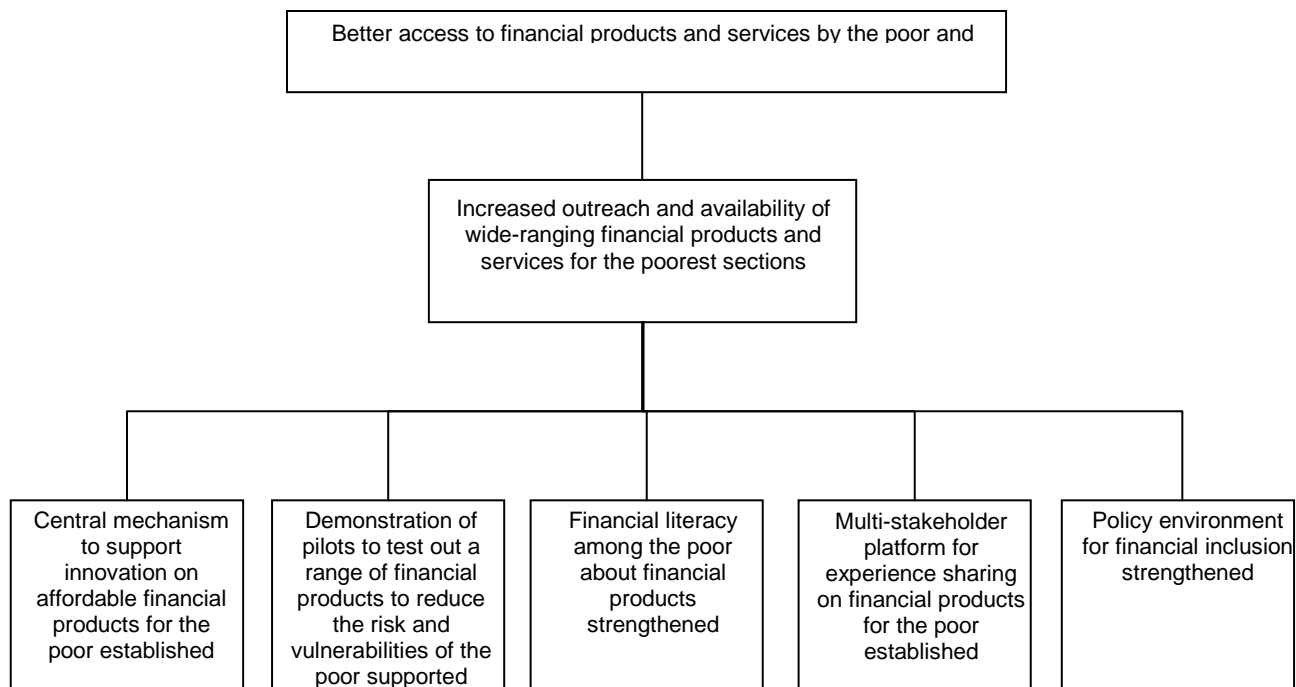 Better access to financial products and services by the poor and
Increased outreach and availability of
wide-ranging financial products and
services for the poorest sections
Central mechanism
to support
innovation on
affordable financial
products for the
poor established
Demonstration of
pilots to test out a
range of financial
products to reduce
the risk and
vulnerabilities of the
poor supported
Financial literacy
among the poor
about financial
products
strengthened
Multi-stakeholder
platform for
experience sharing
on financial products
for the poor
established
Policy environment
for financial inclusion
strengthened